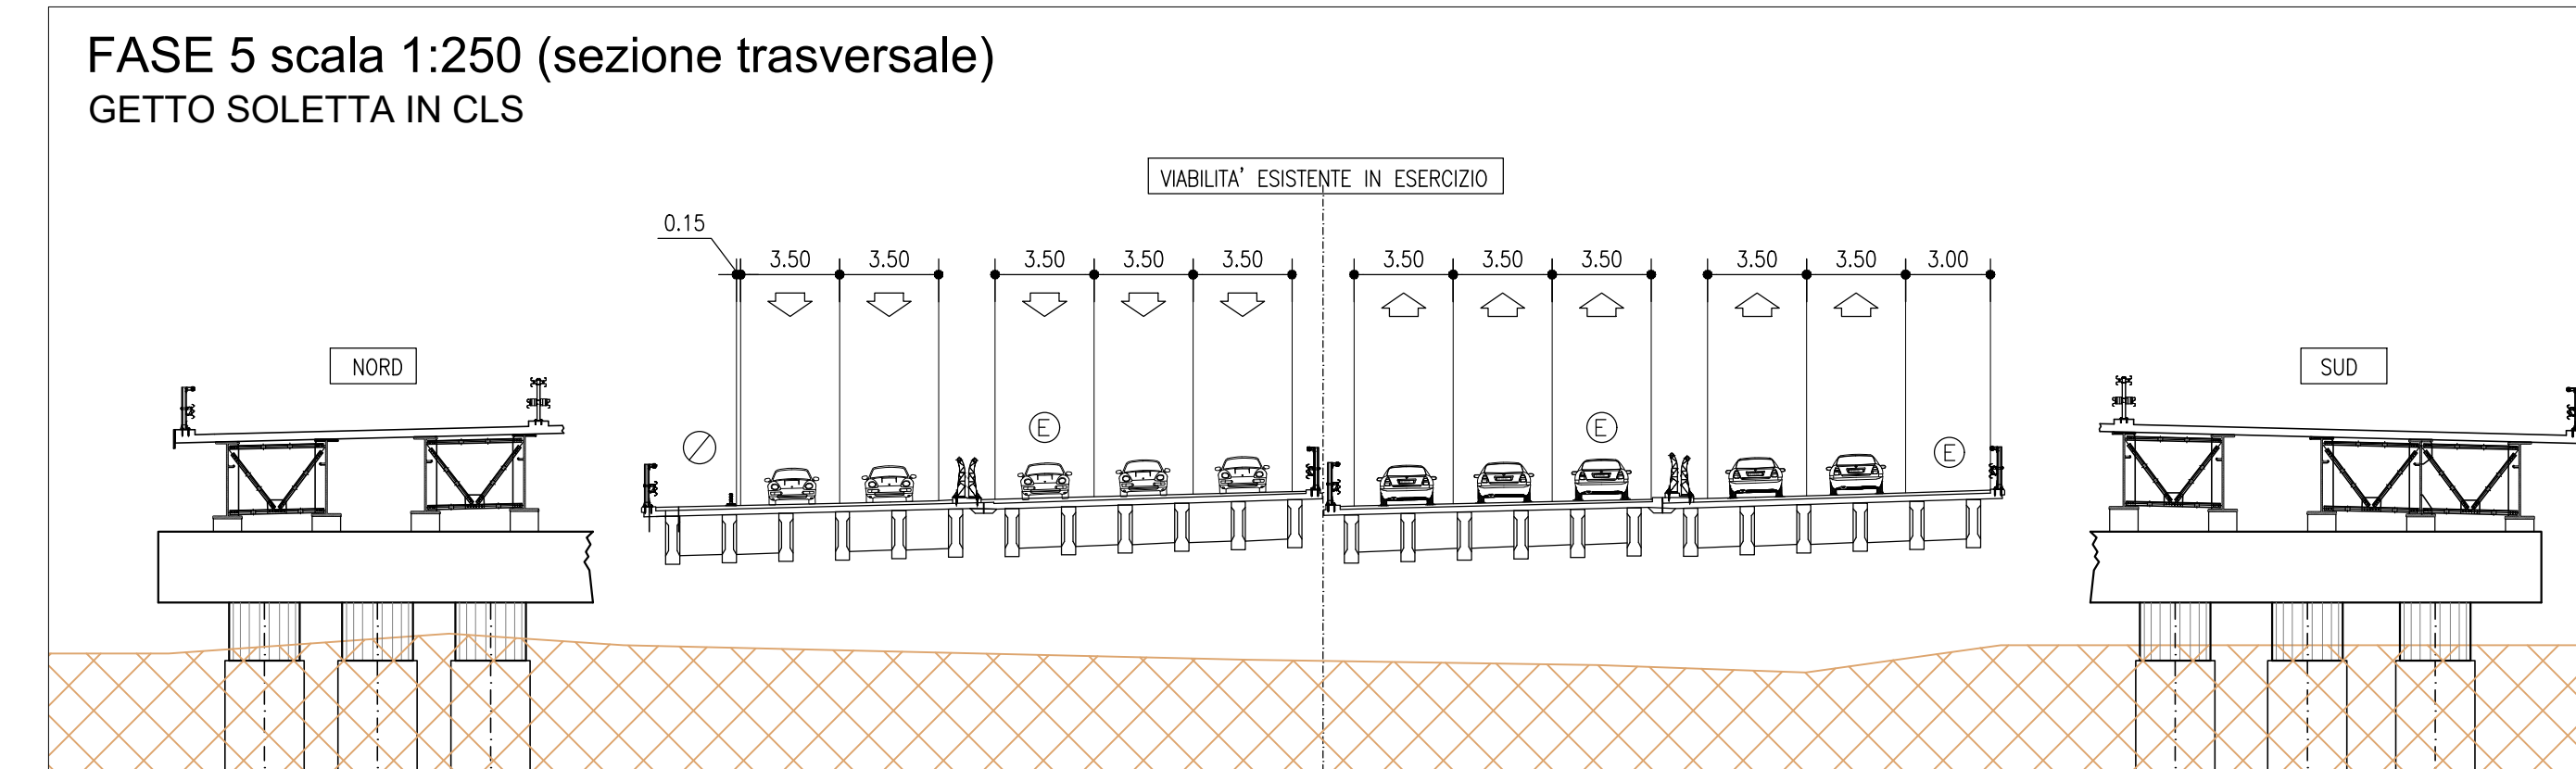 FASE 5 scala 1:250 (sezione trasversale)
GETTO SOLETTA IN CLS
VIABILITA' ESISTENTE IN ESERCIZIO
0.15
3.50 3.50 3.50 3.50 3.50 3.50 3.50 3.50 3.50 3.50 3.00
NORD SUD
E E E